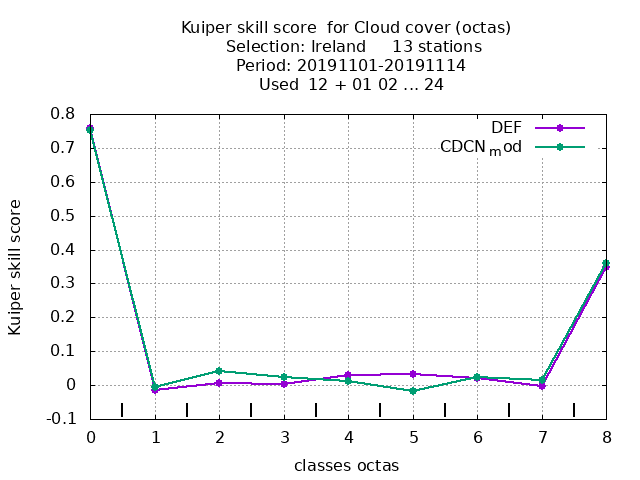 Kuiper skill score  for Cloud cover (octas)
Selection: Ireland     13 stations
Period: 20191101-20191114
Used  12 + 01 02 ... 24
DEF
CDCNmod
Kuiper skill score
0.8
0.7
0.6
0.5
0.4
0.3
0.2
0.1
0
-0.1
0 1 2 3 4 5 6 7 8
classes octas